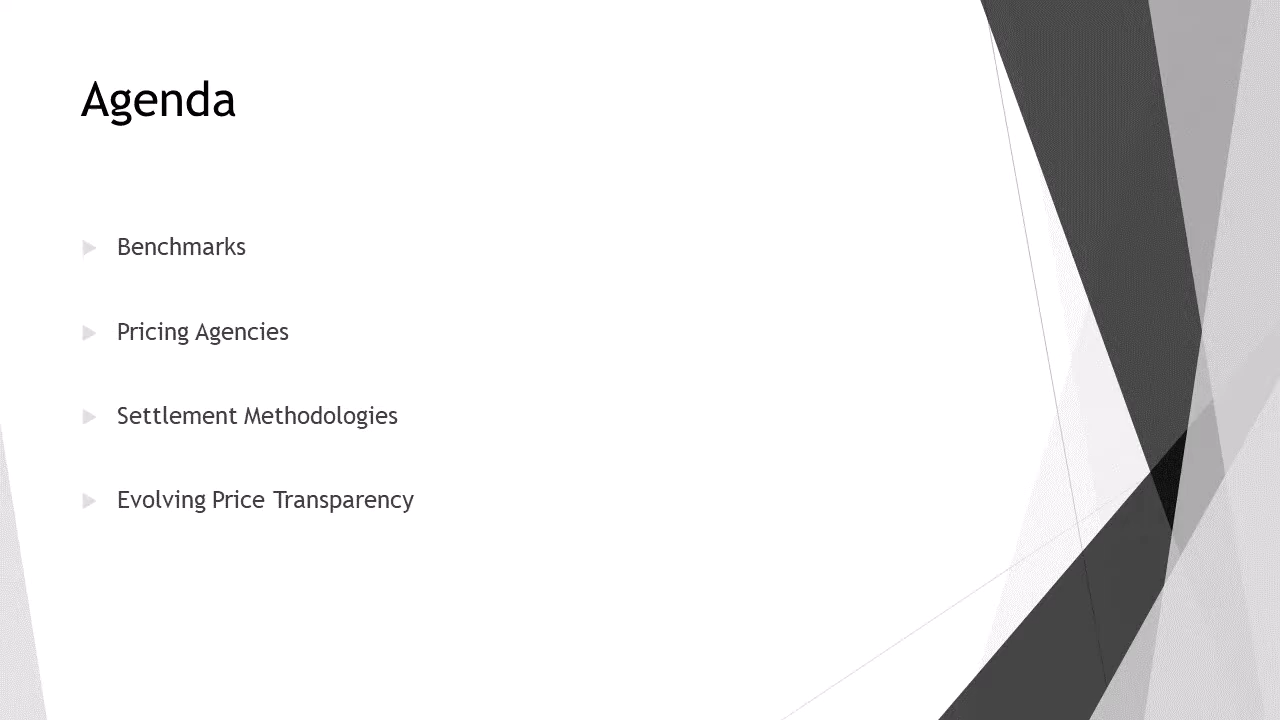 Agenda
Benchmarks
Pricing Agencies
Settlement Methodologies
Evolving Price Transparency